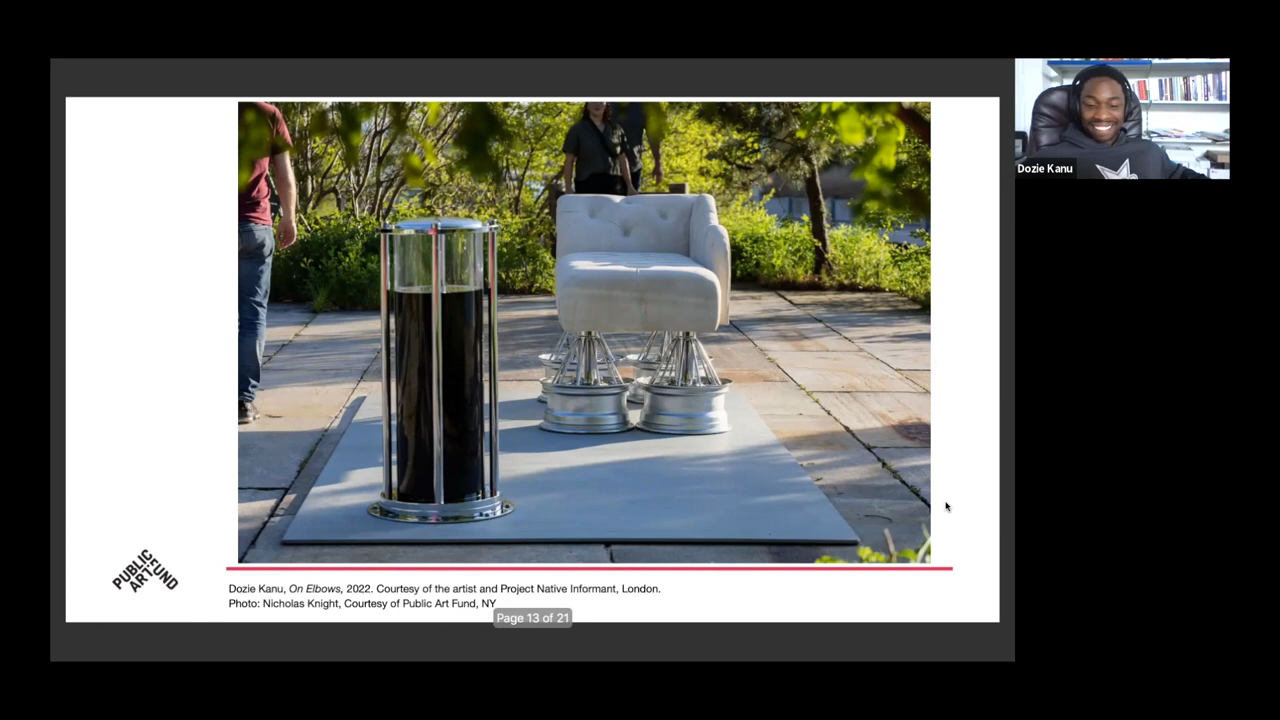 Dozie Kanu
PUBLIC
ART FUND
Dozie Kanu, On Elbows, 2022. Courtesy of the artist and Project Native Informant, London.
Photo: Nicholas Knight, Courtesy of Public Art Fund, NY
Page 13 of 21